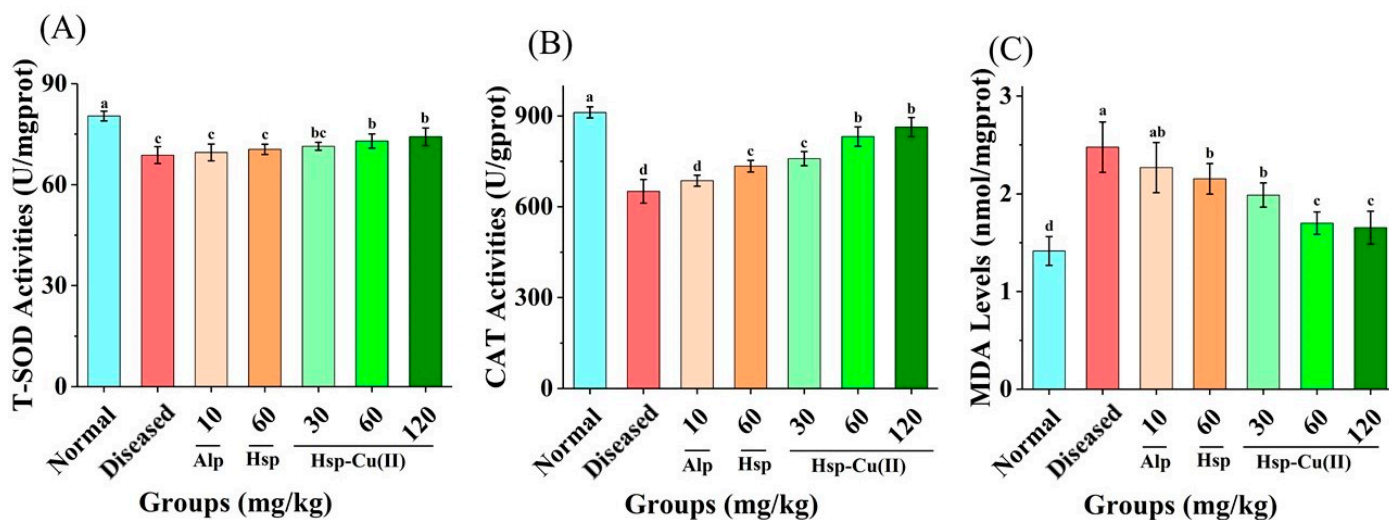 (A)
T-SOD Activities (U/mgprot)
90
60
30
0
a
c
c
c
bc
b
b
Normal
Diseased
10
60
30
60
120
Alp
Hsp
Hsp-Cu(II)
Groups (mg/kg)
(B)
CAT Activities (U/gprot)
900
600
300
0
a
d
d
c
c
b
b
Normal
Diseased
10
60
30
60
120
Alp
Hsp
Hsp-Cu(II)
Groups (mg/kg)
(C)
MDA Levels (nmol/mgprot)
3
2
1
0
d
a
ab
b
b
c
c
Normal
Diseased
10
60
30
60
120
Alp
Hsp
Hsp-Cu(II)
Groups (mg/kg)